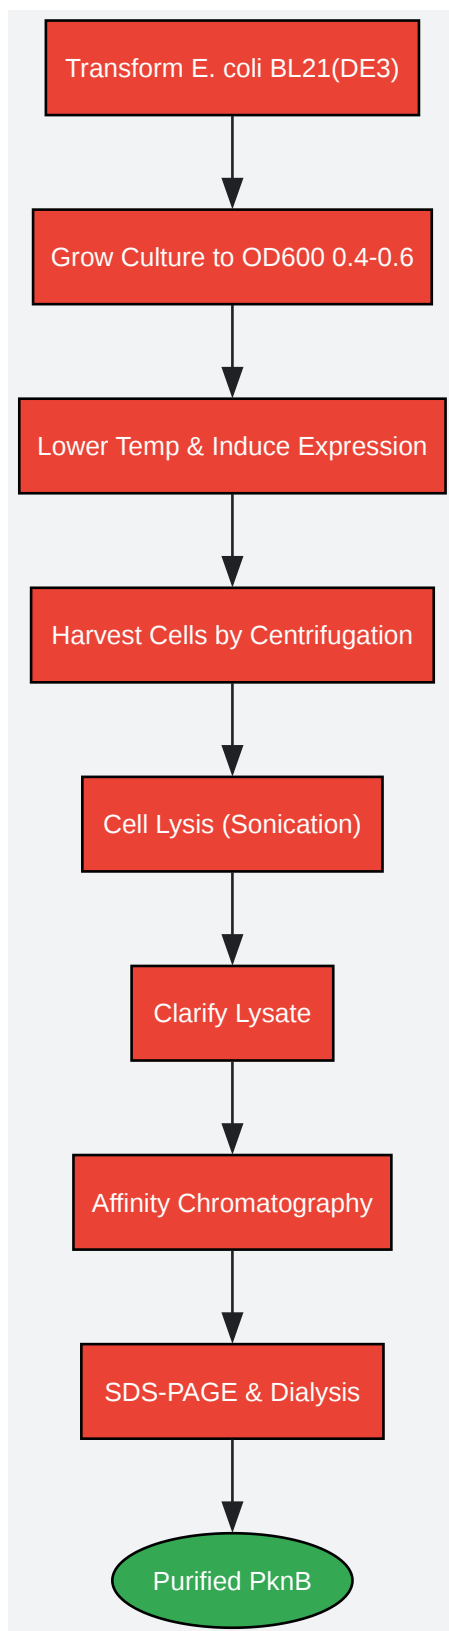 Transform E. coli BL21(DE3)
Grow Culture to OD600 0.4-0.6
Lower Temp & Induce Expression
Harvest Cells by Centrifugation
Cell Lysis (Sonication)
Clarify Lysate
Affinity Chromatography
SDS-PAGE & Dialysis
Purified PknB